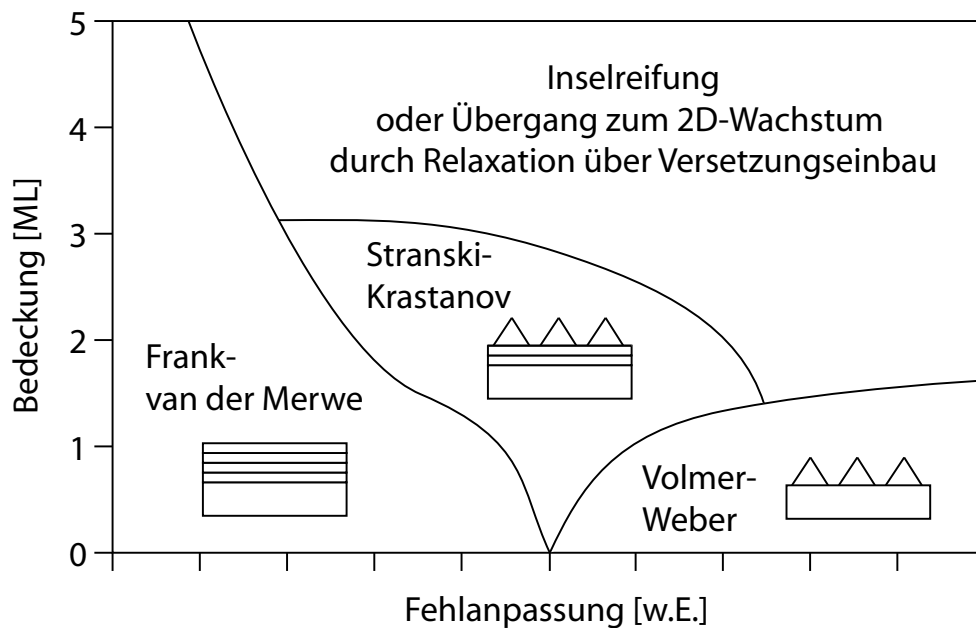 5
4
3
2
1
0
Bedeckung [ML]
Inselreifung
oder Übergang zum 2D-Wachstum
durch Relaxation über Versetzungseinbau
Stranski-
Krastanov
Frank-
van der Merwe
Volmer-
Weber
Fehlanpassung [w.E.]